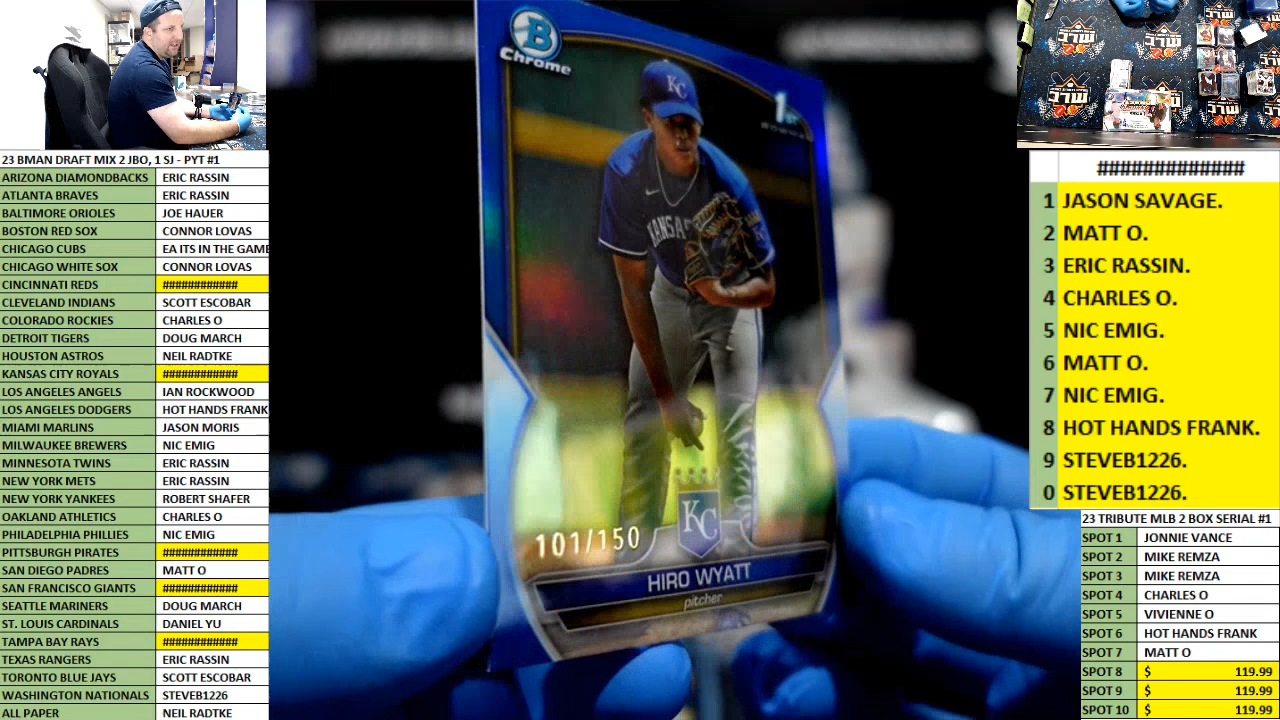 23 BMAN DRAFT MIX 2 JBO, 1 SJ - PYT #1
ARIZONA DIAMONDBACKS ERIC RASSIN
ATLANTA BRAVES ERIC RASSIN
BALTIMORE ORIOLES JOE HAUER
BOSTON RED SOX CONNOR LOVAS
CHICAGO CUBS EA ITS IN THE GAME
CHICAGO WHITE SOX CONNOR LOVAS
CINCINNATI REDS ############
CLEVELAND INDIANS SCOTT ESCOBAR
COLORADO ROCKIES CHARLES O
DETROIT TIGERS DOUG MARCH
HOUSTON ASTROS NEIL RADTKE
KANSAS CITY ROYALS ############
LOS ANGELES ANGELS IAN ROCKWOOD
LOS ANGELES DODGERS HOT HANDS FRANK
MIAMI MARLINS JASON MORIS
MILWAUKEE BREWERS NIC EMIG
MINNESOTA TWINS ERIC RASSIN
NEW YORK METS ERIC RASSIN
NEW YORK YANKEES ROBERT SHAFER
OAKLAND ATHLETICS CHARLES O
PHILADELPHIA PHILLIES NIC EMIG
PITTSBURGH PIRATES ############
SAN DIEGO PADRES MATT O
SAN FRANCISCO GIANTS ############
SEATTLE MARINERS DOUG MARCH
ST. LOUIS CARDINALS DANIEL YU
TAMPA BAY RAYS ############
TEXAS RANGERS ERIC RASSIN
TORONTO BLUE JAYS SCOTT ESCOBAR
WASHINGTON NATIONALS STEVEB1226
ALL PAPER NEIL RADTKE
B
Chrome
1st
KC
KANSAS
101/150
KC
HIRO WYATT
pitcher
#############
1 JASON SAVAGE.
2 MATT O.
3 ERIC RASSIN.
4 CHARLES O.
5 NIC EMIG.
6 MATT O.
7 NIC EMIG.
8 HOT HANDS FRANK.
9 STEVEB1226.
0 STEVEB1226.
23 TRIBUTE MLB 2 BOX SERIAL #1
SPOT 1 JONNIE VANCE
SPOT 2 MIKE REMZA
SPOT 3 MIKE REMZA
SPOT 4 CHARLES O
SPOT 5 VIVIENNE O
SPOT 6 HOT HANDS FRANK
SPOT 7 MATT O
SPOT 8 $ 119.99
SPOT 9 $ 119.99
SPOT 10 $ 119.99